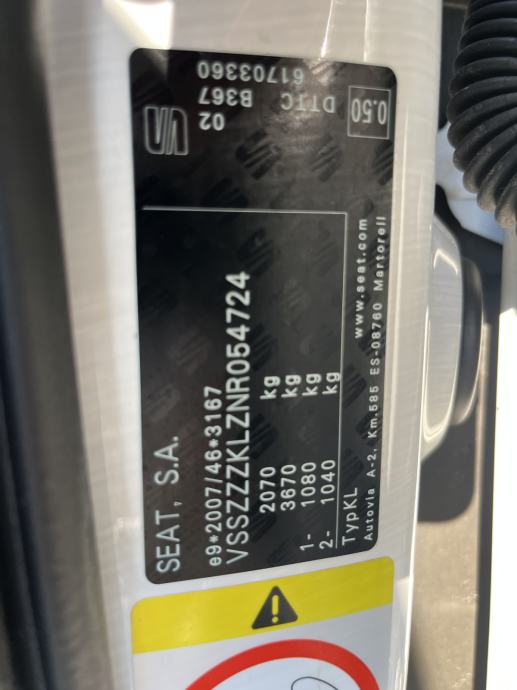 SEAT, S.A.
e9*2007/46*3167
VSSZZZKLZNR054724
2070 kg
3670 kg
1- 1080 kg
2- 1040 kg
TypKL
www.seat.com
Autovia A-2, Km.585 ES-08760 Martorell
02
B367
61703360
DTTC
0.50